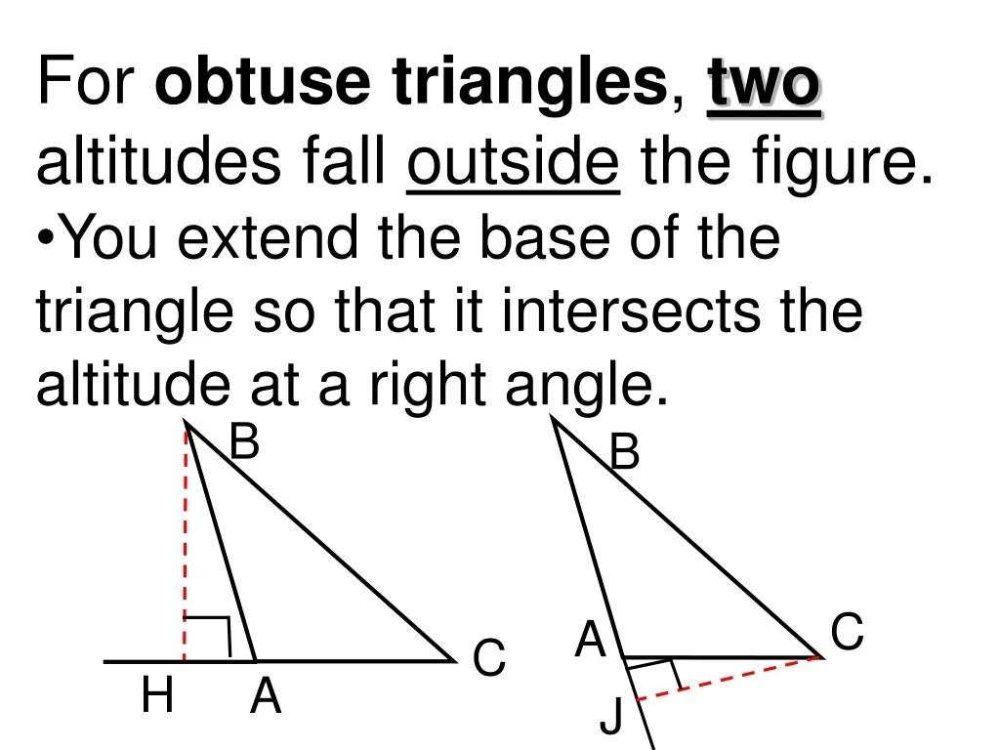 For obtuse triangles, two
altitudes fall outside the figure.
•You extend the base of the
triangle so that it intersects the
altitude at a right angle.
B
B
A
C
C
H
A
J